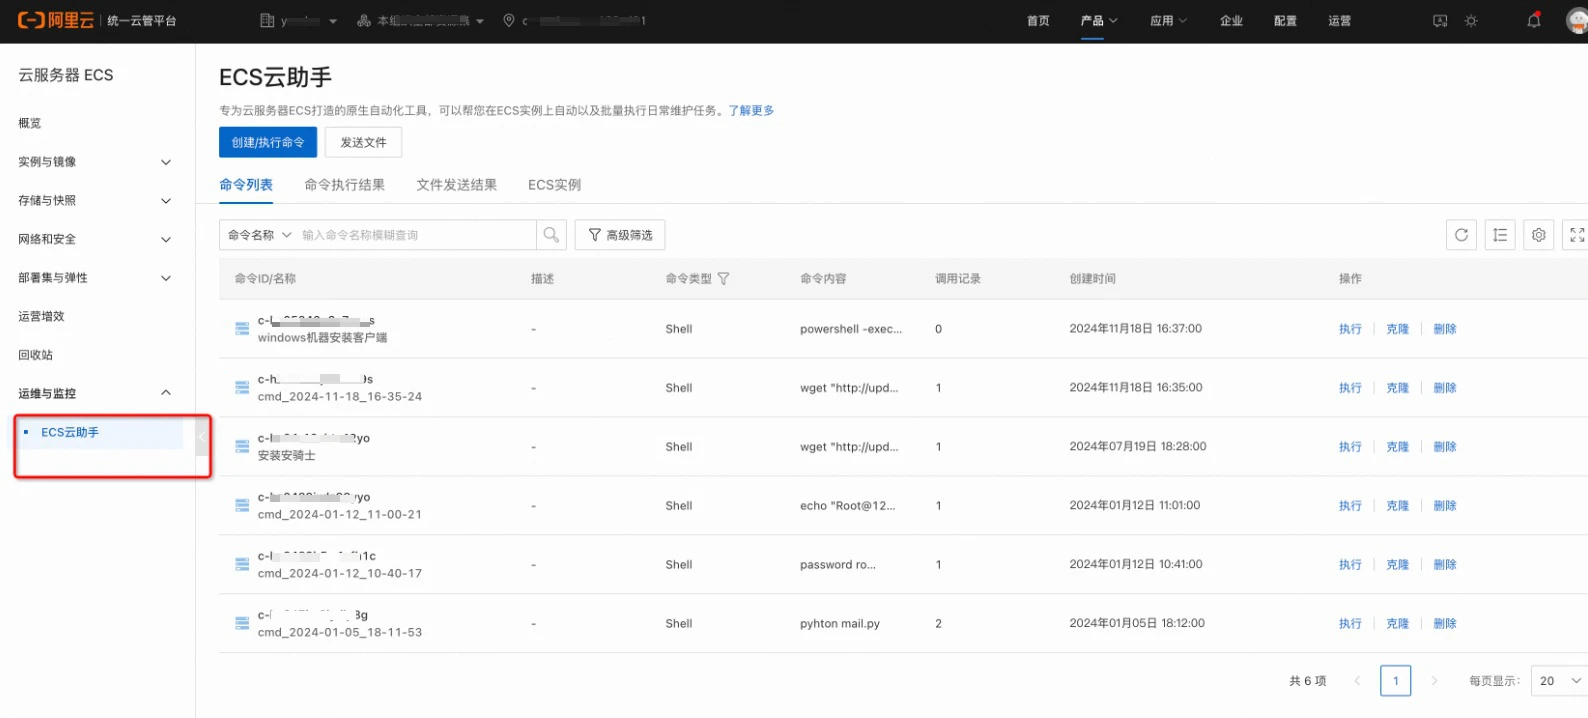 阿里云 | 统一云管平台
首页 产品 应用 企业 配置 运营
云服务器 ECS
概览
实例与镜像
存储与快照
网络和安全
部署集与弹性
运营增效
回收站
运维与监控
ECS云助手
ECS云助手
专为云服务器ECS打造的原生自动化工具，可以帮您在ECS实例上自动以及批量执行日常维护任务。了解更多
创建/执行命令 发送文件
命令列表 命令执行结果 文件发送结果 ECS实例
命令名称 输入命令名称模糊查询 高级筛选
命令ID/名称 描述 命令类型 命令内容 调用记录 创建时间 操作
windows机器安装客户端 - Shell powershell -exec... 0 2024年11月18日 16:37:00 执行 克隆 删除
cmd_2024-11-18_16-35-24 - Shell wget "http://upd... 1 2024年11月18日 16:35:00 执行 克隆 删除
安装安骑士 - Shell wget "http://upd... 1 2024年07月19日 18:28:00 执行 克隆 删除
cmd_2024-01-12_11-00-21 - Shell echo "Root@12... 1 2024年01月12日 11:01:00 执行 克隆 删除
cmd_2024-01-12_10-40-17 - Shell password ro... 1 2024年01月12日 10:41:00 执行 克隆 删除
cmd_2024-01-05_18-11-53 - Shell pyhton mail.py 2 2024年01月05日 18:12:00 执行 克隆 删除
共 6 项 1 每页显示： 20